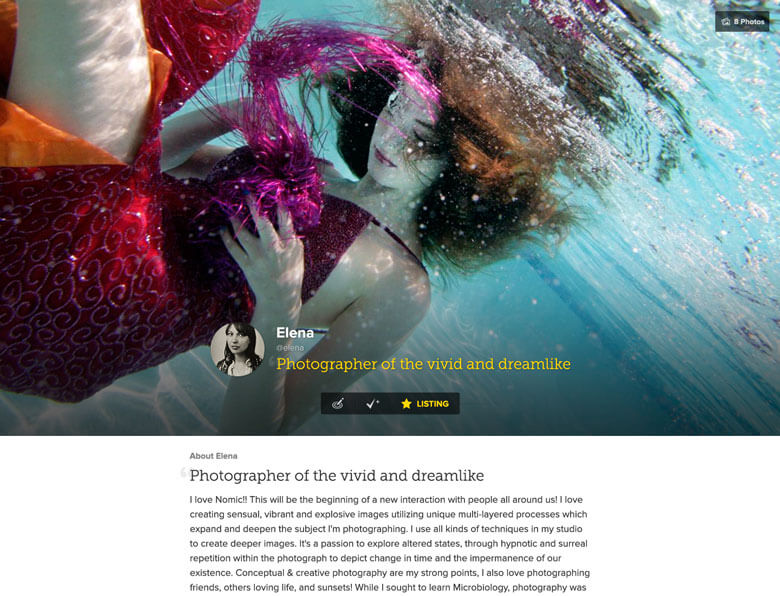 8 Photos
Elena
@elena
“Photographer of the vivid and dreamlike
LISTING
About Elena
“Photographer of the vivid and dreamlike
I love Nomic!! This will be the beginning of a new interaction with people all around us! I love
creating sensual, vibrant and explosive images utilizing unique multi-layered processes which
expand and deepen the subject I'm photographing. I use all kinds of techniques in my studio
to create deeper images. It's a passion to explore altered states, through hypnotic and surreal
repetition within the photograph to depict change in time and the impermanence of our
existence. Conceptual & creative photography are my strong points, I also love photographing
friends, others loving life, and sunsets! While I sought to learn Microbiology, photography was